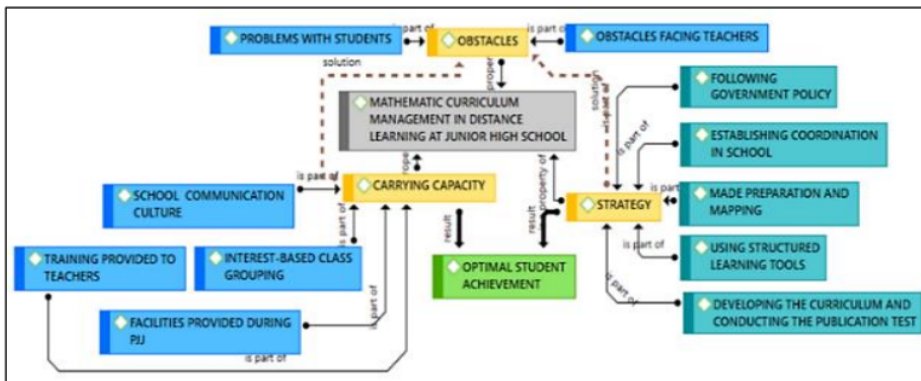 is part of
is part of
PROBLEMS WITH STUDENTS
OBSTACLES
OBSTACLES FACING TEACHERS
solution
proper
solution
is part of
FOLLOWING
GOVERNMENT POLICY
MATHEMATIC CURRICULUM
MANAGEMENT IN DISTANCE
LEARNING AT JUNIOR HIGH SCHOOL
is part of
ESTABLISHING COORDINATION
IN SCHOOL
is part of
CARRYING CAPACITY
SCHOOL COMMUNICATION
CULTURE
property of
STRATEGY
is part
MADE PREPARATION AND
MAPPING
is part of
result
result
TRAINING PROVIDED TO
TEACHERS
INTEREST-BASED CLASS
GROUPING
OPTIMAL STUDENT
ACHIEVEMENT
is part of
USING STRUCTURED
LEARNING TOOLS
FACILITIES PROVIDED DURING
PJJ
is part of
is part of
DEVELOPING THE CURRICULUM AND
CONDUCTING THE PUBLICATION TEST
is part of